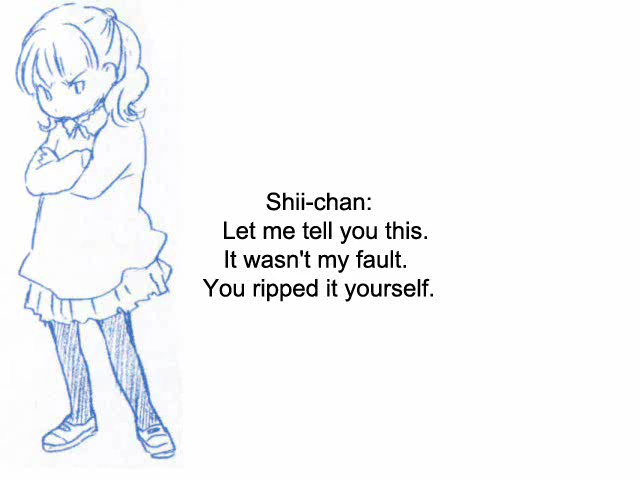 Shii-chan:
Let me tell you this.
It wasn't my fault.
You ripped it yourself.